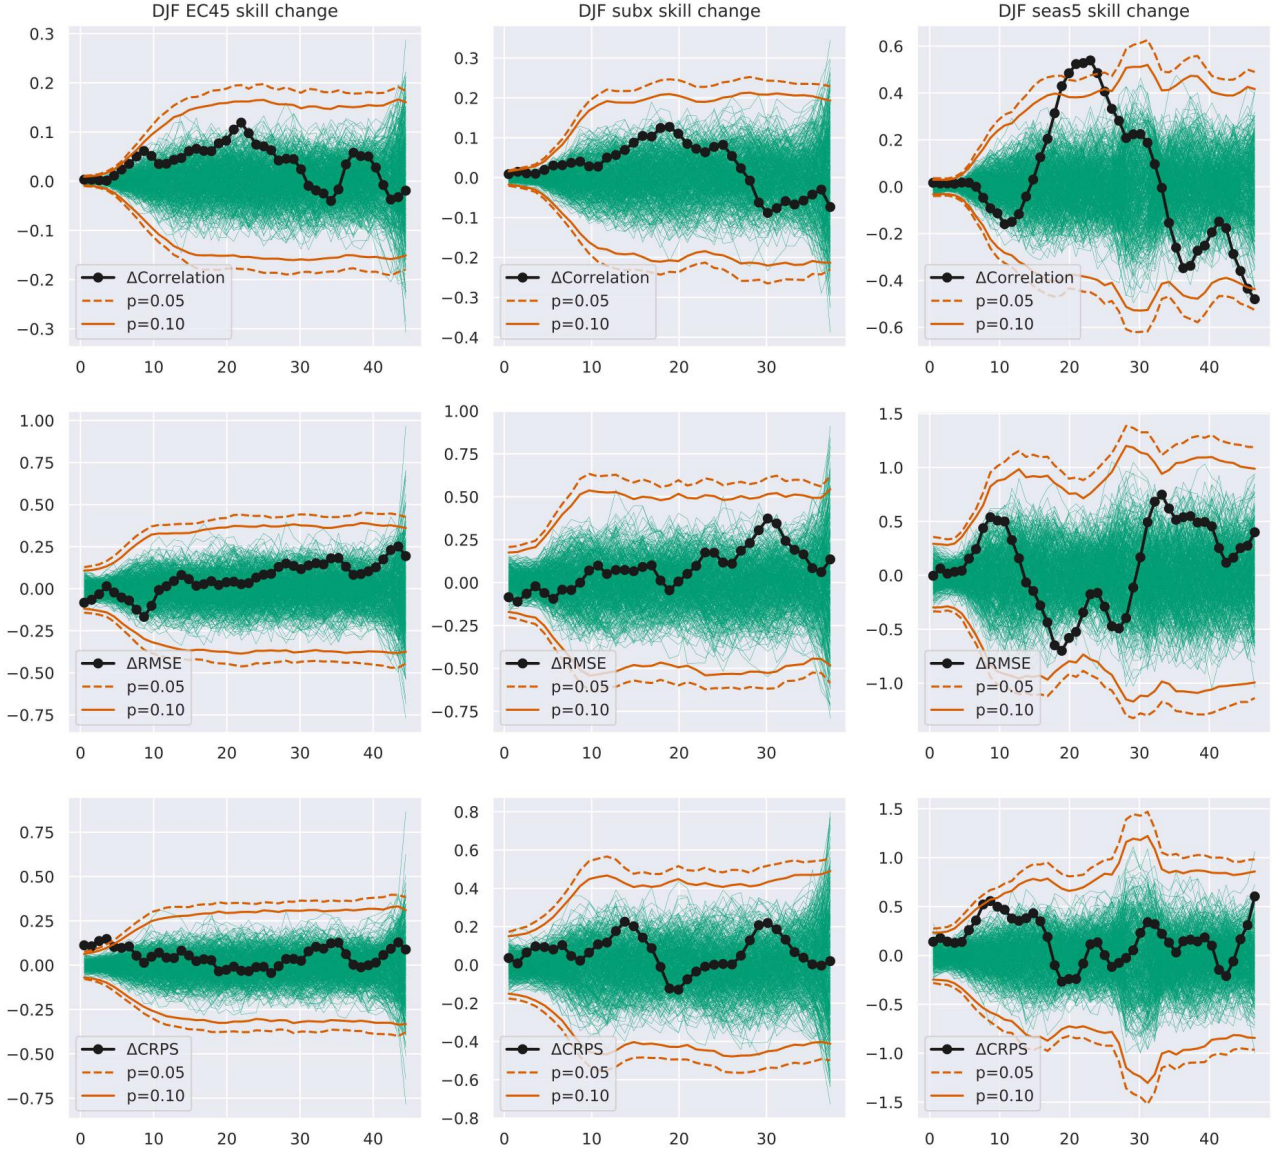 DJF EC45 skill change
DJF subx skill change
DJF seas5 skill change
0.3
0.2
0.1
0.0
−0.1
−0.2
−0.3
ΔCorrelation
p=0.05
p=0.10
0 10 20 30 40
0.3
0.2
0.1
0.0
−0.1
−0.2
−0.3
−0.4
ΔCorrelation
p=0.05
p=0.10
0 10 20 30
0.6
0.4
0.2
0.0
−0.2
−0.4
−0.6
ΔCorrelation
p=0.05
p=0.10
0 10 20 30 40
1.00
0.75
0.50
0.25
0.00
−0.25
−0.50
−0.75
ΔRMSE
p=0.05
p=0.10
0 10 20 30 40
1.00
0.75
0.50
0.25
0.00
−0.25
−0.50
−0.75
ΔRMSE
p=0.05
p=0.10
0 10 20 30
1.5
1.0
0.5
0.0
−0.5
−1.0
ΔRMSE
p=0.05
p=0.10
0 10 20 30 40
0.75
0.50
0.25
0.00
−0.25
−0.50
−0.75
ΔCRPS
p=0.05
p=0.10
0 10 20 30 40
0.8
0.6
0.4
0.2
0.0
−0.2
−0.4
−0.6
−0.8
ΔCRPS
p=0.05
p=0.10
0 10 20 30
1.5
1.0
0.5
0.0
−0.5
−1.0
−1.5
ΔCRPS
p=0.05
p=0.10
0 10 20 30 40